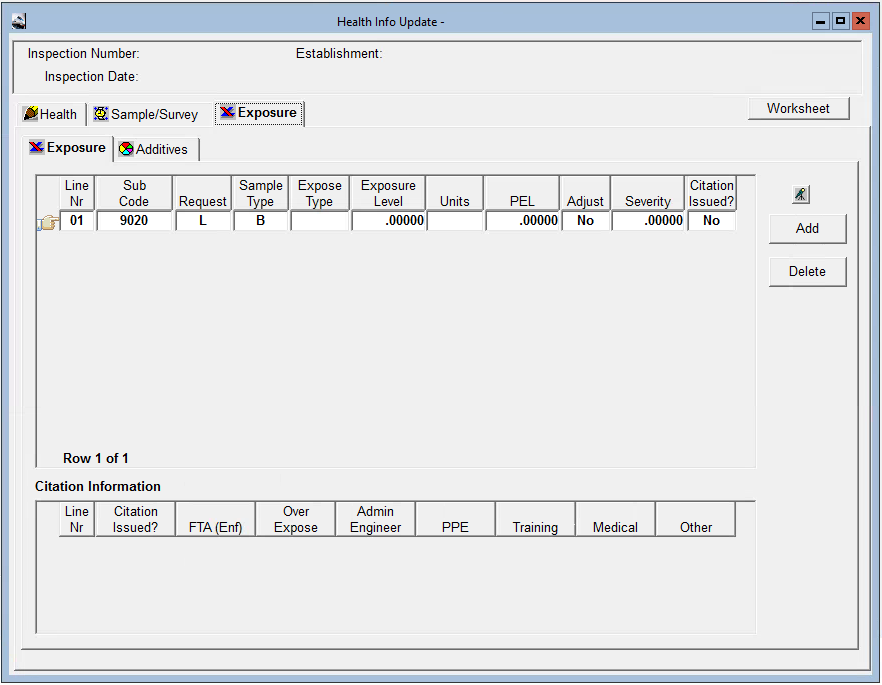 Health Info Update -
Inspection Number: Establishment:
Inspection Date:
Health Sample/Survey Exposure Worksheet
Exposure Additives
Line Nr Sub Code Request Sample Type Expose Type Exposure Level Units PEL Adjust Severity Citation Issued?
01 9020 L B .00000 .00000 No .00000 No
Add
Delete
Row 1 of 1
Citation Information
Line Nr Citation Issued? FTA (Enf) Over Expose Admin Engineer PPE Training Medical Other